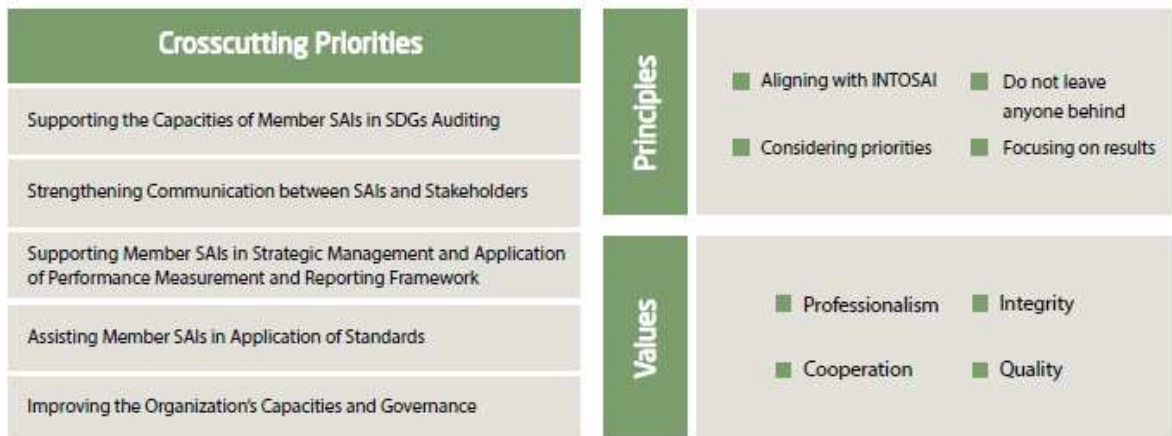 Crosscutting Priorities
Supporting the Capacities of Member SAIs in SDGs Auditing
Strengthening Communication between SAIs and Stakeholders
Supporting Member SAIs in Strategic Management and Application
of Performance Measurement and Reporting Framework
Assisting Member SAIs in Application of Standards
Improving the Organization's Capacities and Governance
Principles
Aligning with INTOSAI
Do not leave
anyone behind
Considering priorities
Focusing on results
Values
Professionalism
Integrity
Cooperation
Quality